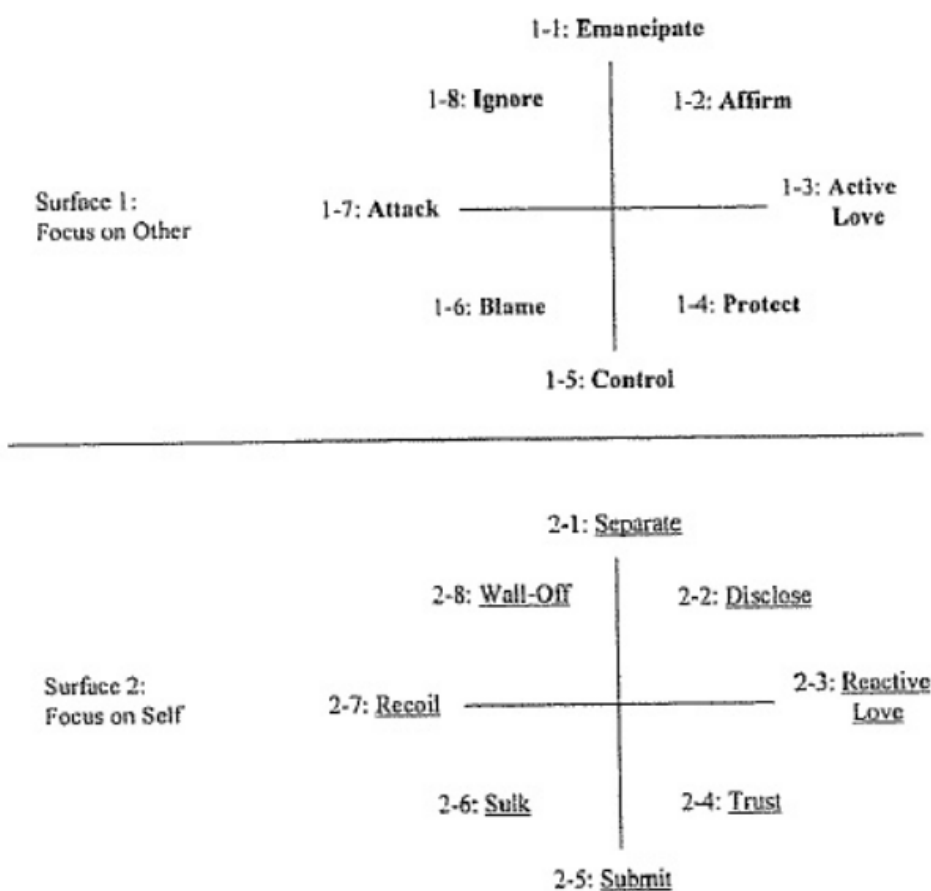 1-1: Emancipate
1-8: Ignore
1-2: Affirm
Surface 1:
Focus on Other
1-7: Attack
1-3: Active
Love
1-6: Blame
1-4: Protect
1-5: Control
2-1: Separate
2-8: Wall-Off
2-2: Disclose
Surface 2:
Focus on Self
2-7: Recoil
2-3: Reactive
Love
2-6: Sulk
2-4: Trust
2-5: Submit